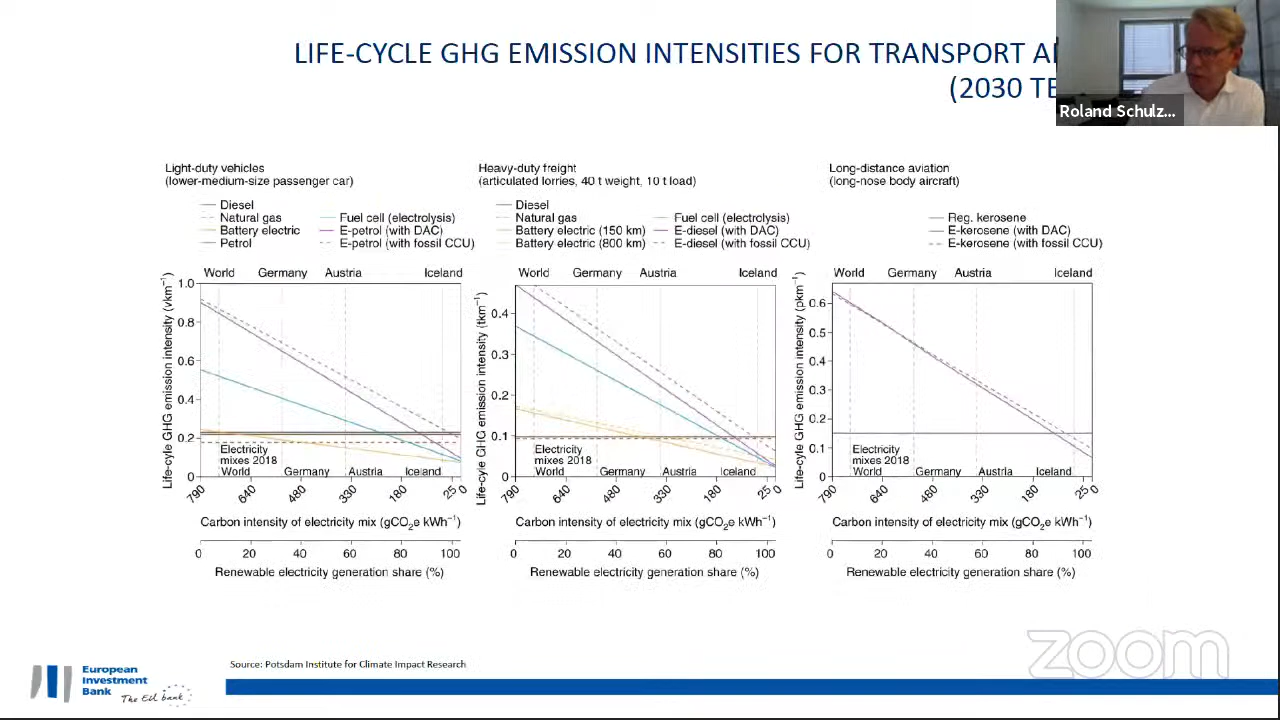 LIFE-CYCLE GHG EMISSION INTENSITIES FOR TRANSPORT
(2030
Roland Schulz...
Light-duty vehicles
(lower-medium-size passenger car)
Diesel
Natural gas
Battery electric
Petrol
Fuel cell (electrolysis)
E-petrol (with DAC)
E-petrol (with fossil CCU)
World Germany Austria Iceland
Life-cyle GHG emission intensity (vkm⁻¹)
1.0
0.8
0.6
0.4
0.2
0
Electricity
mixes 2018
World Germany Austria Iceland
790 640 480 330 180 25 0
Carbon intensity of electricity mix (gCO₂e kWh⁻¹)
0 20 40 60 80 100
Renewable electricity generation share (%)
Heavy-duty freight
(articulated lorries, 40 t weight, 10 t load)
Diesel
Natural gas
Battery electric (150 km)
Battery electric (800 km)
Fuel cell (electrolysis)
E-diesel (with DAC)
E-diesel (with fossil CCU)
World Germany Austria Iceland
Life-cyle GHG emission intensity (tkm⁻¹)
0.4
0.3
0.2
0.1
0
Electricity
mixes 2018
World Germany Austria Iceland
790 640 480 330 180 25 0
Carbon intensity of electricity mix (gCO₂e kWh⁻¹)
0 20 40 60 80 100
Renewable electricity generation share (%)
Long-distance aviation
(long-nose body aircraft)
Reg. kerosene
E-kerosene (with DAC)
E-kerosene (with fossil CCU)
World Germany Austria Iceland
Life-cyle GHG emission intensity (pkm⁻¹)
0.6
0.5
0.4
0.3
0.2
0.1
0
Electricity
mixes 2018
World Germany Austria Iceland
790 640 480 330 180 25 0
Carbon intensity of electricity mix (gCO₂e kWh⁻¹)
0 20 40 60 80 100
Renewable electricity generation share (%)
zoom
Source: Potsdam Institute for Climate Impact Research
European
Investment
Bank
The EU bank